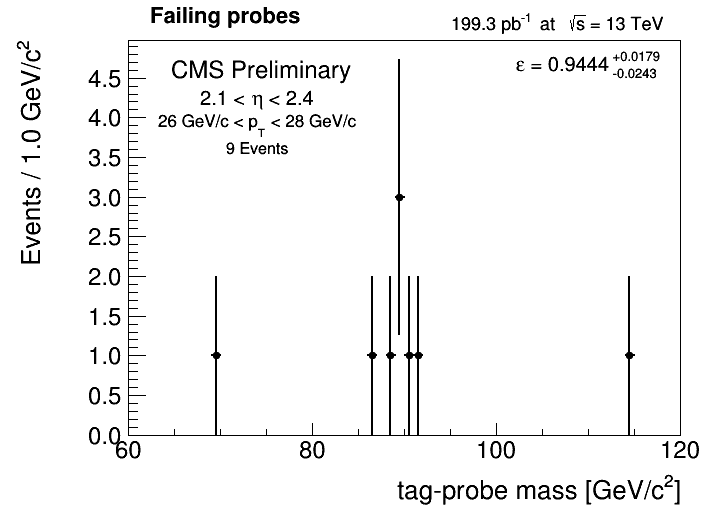 Failing probes
199.3 pb⁻¹ at √s = 13 TeV
CMS Preliminary
2.1 < η < 2.4
26 GeV/c < p_T < 28 GeV/c
9 Events
ε = 0.9444 +0.0179 -0.0243
Events / 1.0 GeV/c²
4.5
4.0
3.5
3.0
2.5
2.0
1.5
1.0
0.5
0.0
60 80 100 120
tag-probe mass [GeV/c²]